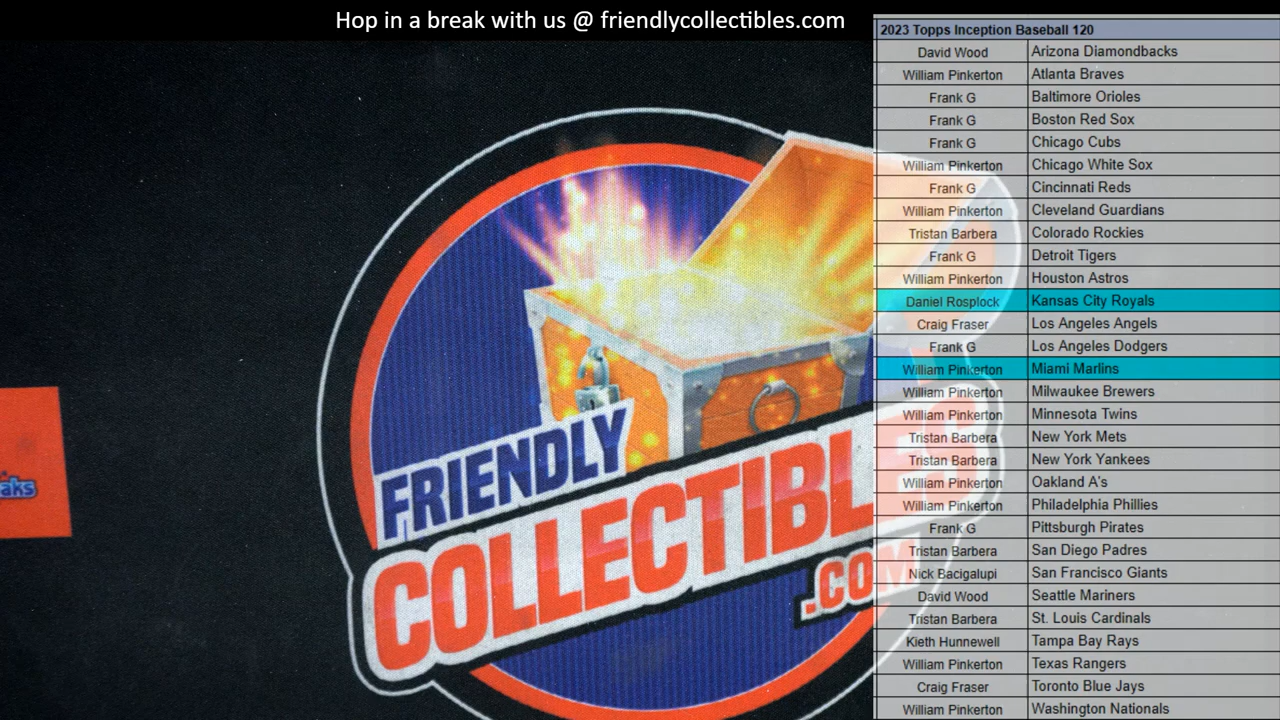 Hop in a break with us @ friendlycollectibles.com
2023 Topps Inception Baseball 120
David Wood Arizona Diamondbacks
William Pinkerton Atlanta Braves
Frank G Baltimore Orioles
Frank G Boston Red Sox
Frank G Chicago Cubs
William Pinkerton Chicago White Sox
Frank G Cincinnati Reds
William Pinkerton Cleveland Guardians
Tristan Barbera Colorado Rockies
Frank G Detroit Tigers
William Pinkerton Houston Astros
Daniel Rosplock Kansas City Royals
Craig Fraser Los Angeles Angels
Frank G Los Angeles Dodgers
William Pinkerton Miami Marlins
William Pinkerton Milwaukee Brewers
William Pinkerton Minnesota Twins
Tristan Barbera New York Mets
Tristan Barbera New York Yankees
William Pinkerton Oakland A's
William Pinkerton Philadelphia Phillies
Frank G Pittsburgh Pirates
Tristan Barbera San Diego Padres
Nick Bacigalupi San Francisco Giants
David Wood Seattle Mariners
Tristan Barbera St. Louis Cardinals
Kieth Hunnewell Tampa Bay Rays
William Pinkerton Texas Rangers
Craig Fraser Toronto Blue Jays
William Pinkerton Washington Nationals
FRIENDLY
COLLECTIBLES
.COM